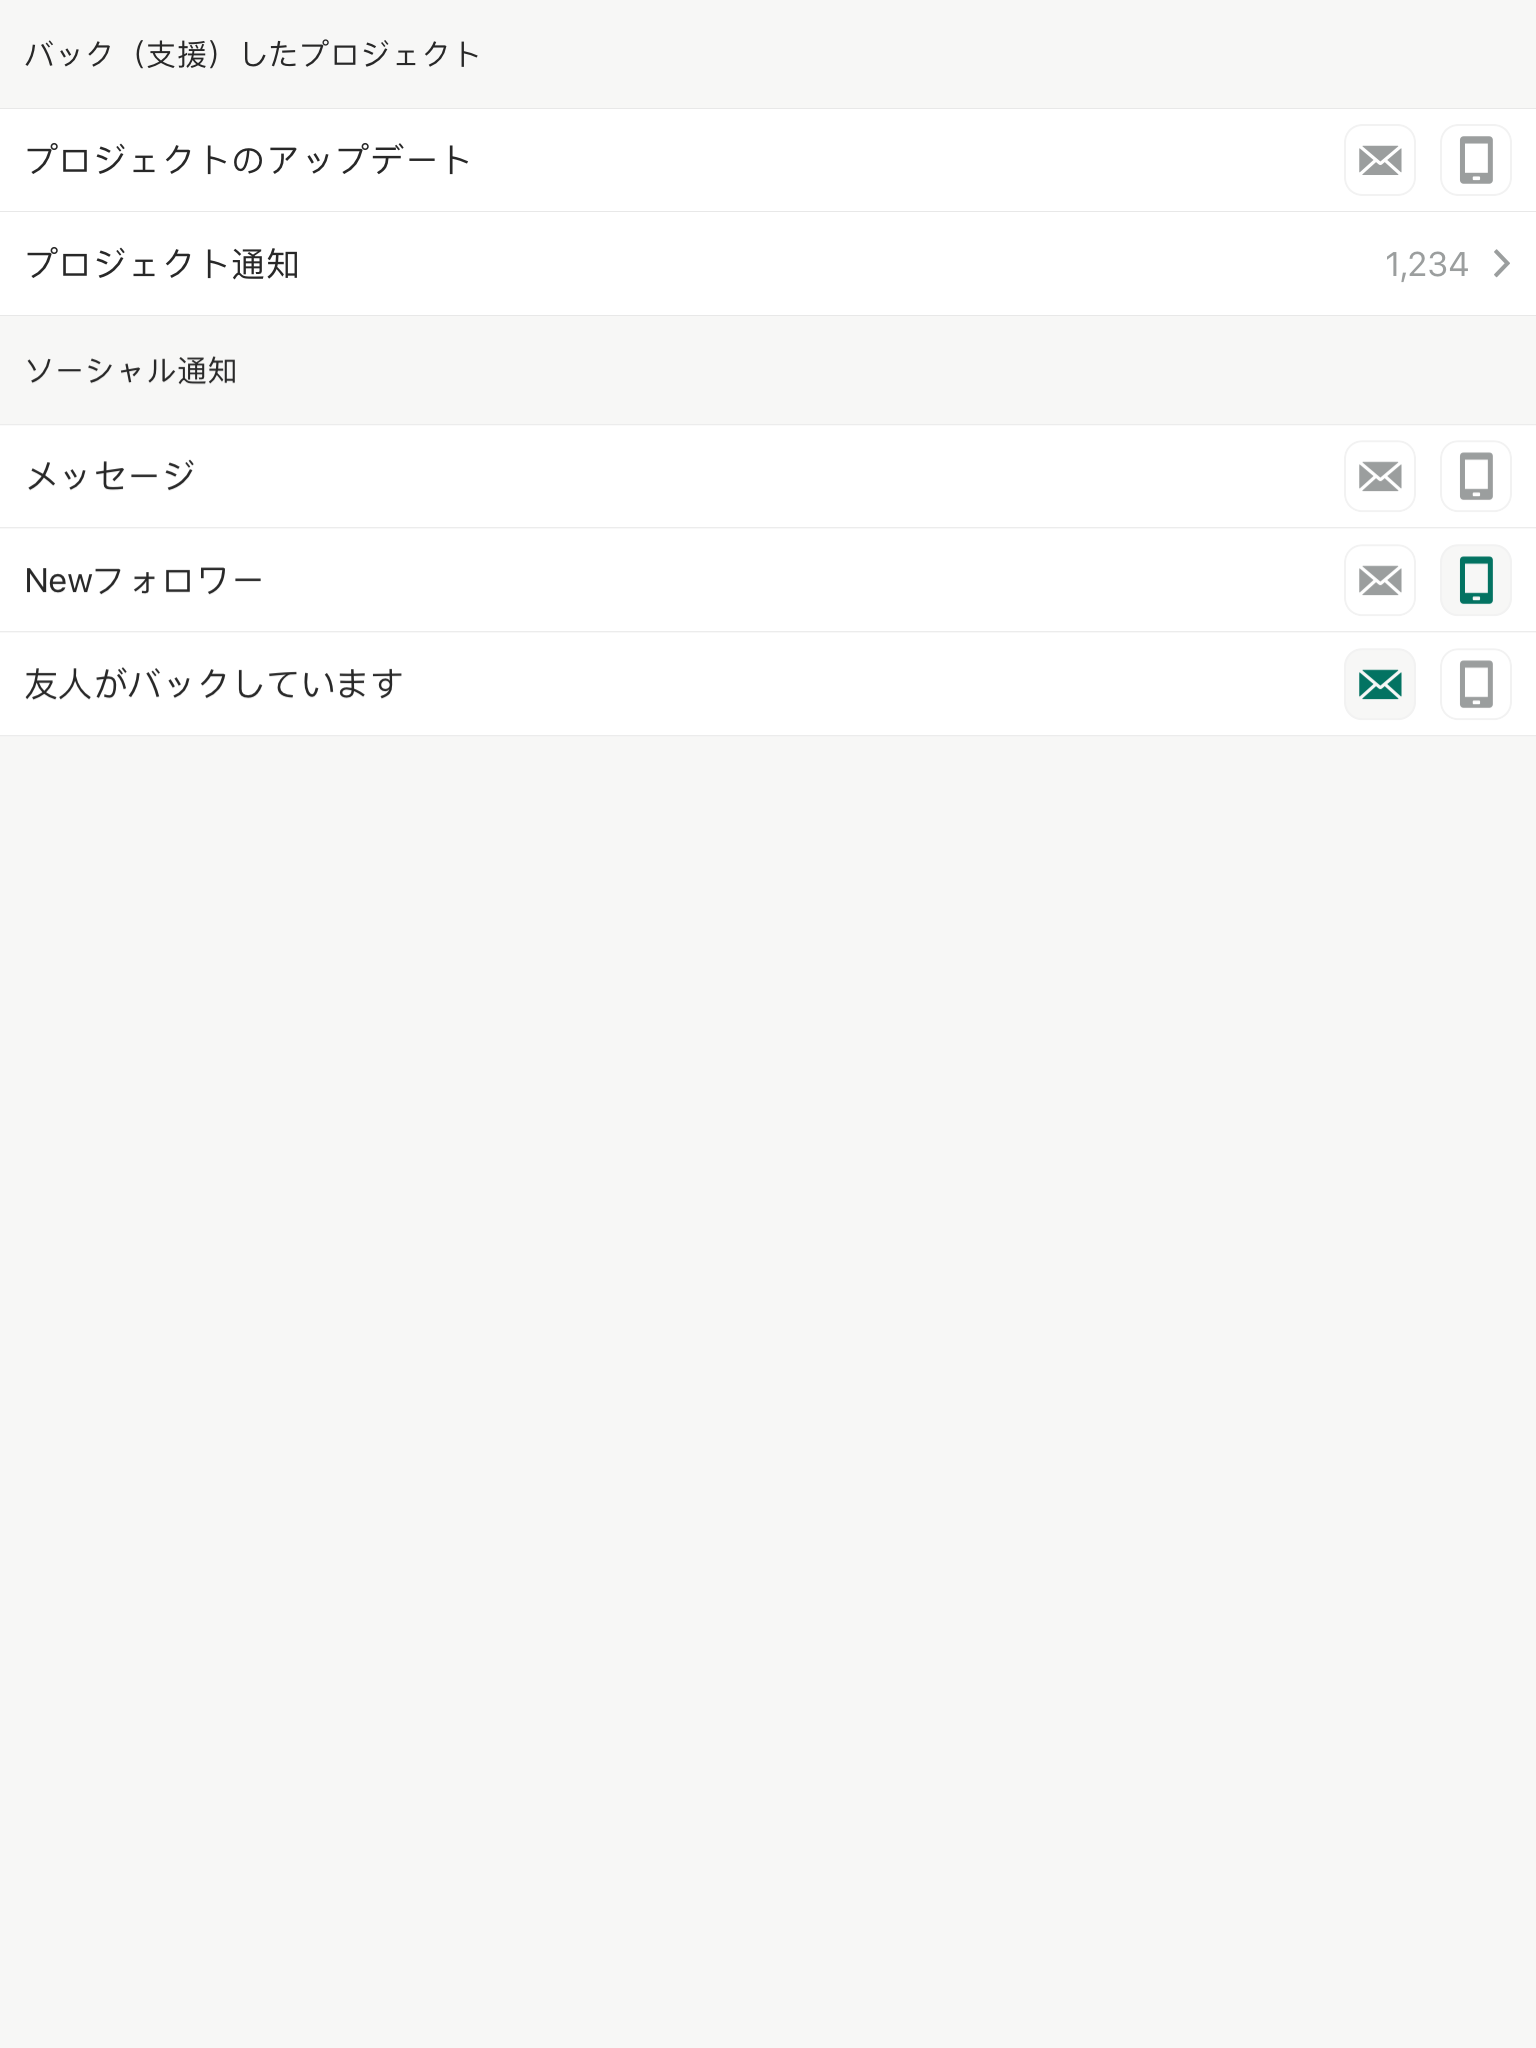 バック（支援）したプロジェクト
プロジェクトのアップデート
プロジェクト通知 1,234
ソーシャル通知
メッセージ
Newフォロワー
友人がバックしています